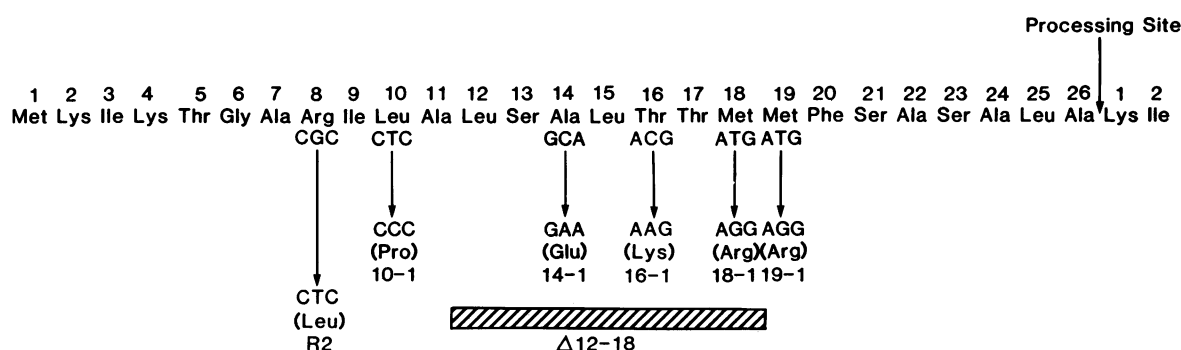 Processing Site
1 2 3 4 5 6 7 8 9 10 11 12 13 14 15 16 17 18 19 20 21 22 23 24 25 26 1 2
Met Lys Ile Lys Thr Gly Ala Arg Ile Leu Ala Leu Ser Ala Leu Thr Thr Met Met Phe Ser Ala Ser Ala Leu Ala Lys Ile
CGC CTC GCA ACG ATG ATG
CCC GAA AAG AGG AGG
(Pro) (Glu) (Lys) (Arg)(Arg)
10-1 14-1 16-1 18-1 19-1
CTC
(Leu)
R2 Δ12-18